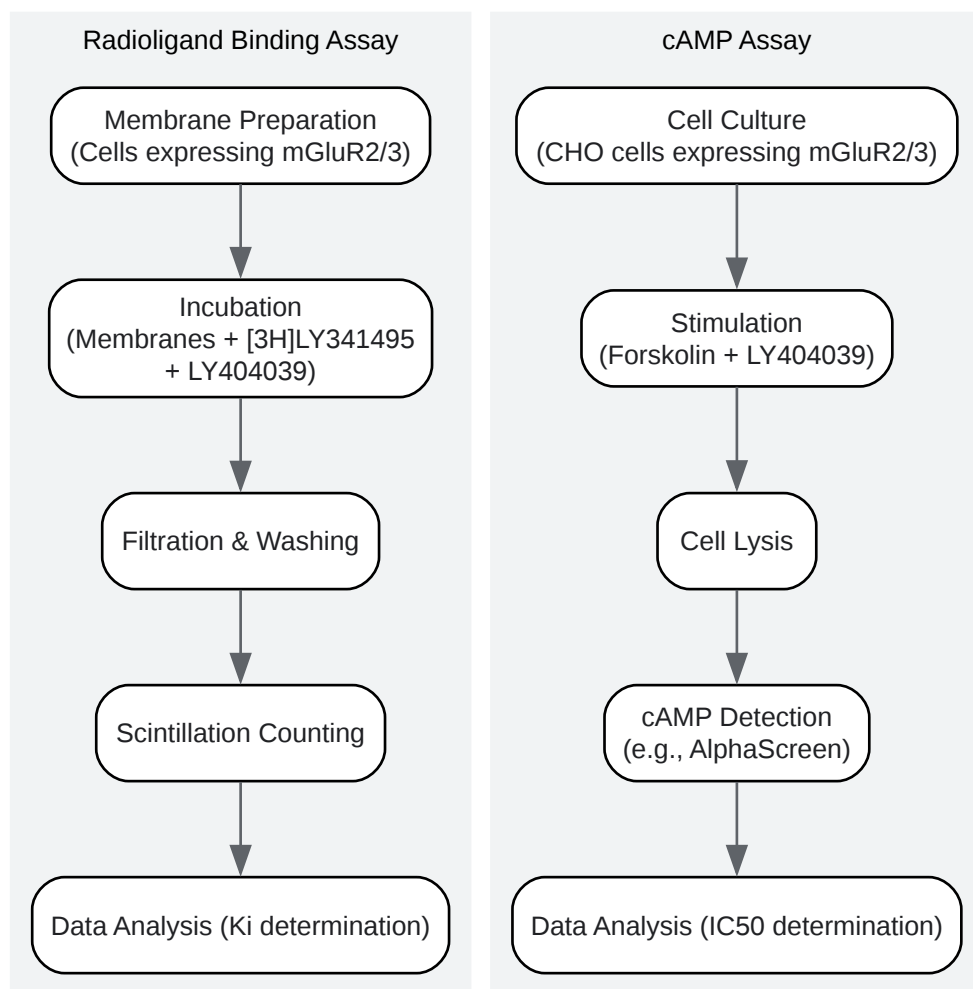 Radioligand Binding Assay
Membrane Preparation
(Cells expressing mGluR2/3)
Incubation
(Membranes + [3H]LY341495
+ LY404039)
Filtration & Washing
Scintillation Counting
Data Analysis (Ki determination)
cAMP Assay
Cell Culture
(CHO cells expressing mGluR2/3)
Stimulation
(Forskolin + LY404039)
Cell Lysis
cAMP Detection
(e.g., AlphaScreen)
Data Analysis (IC50 determination)